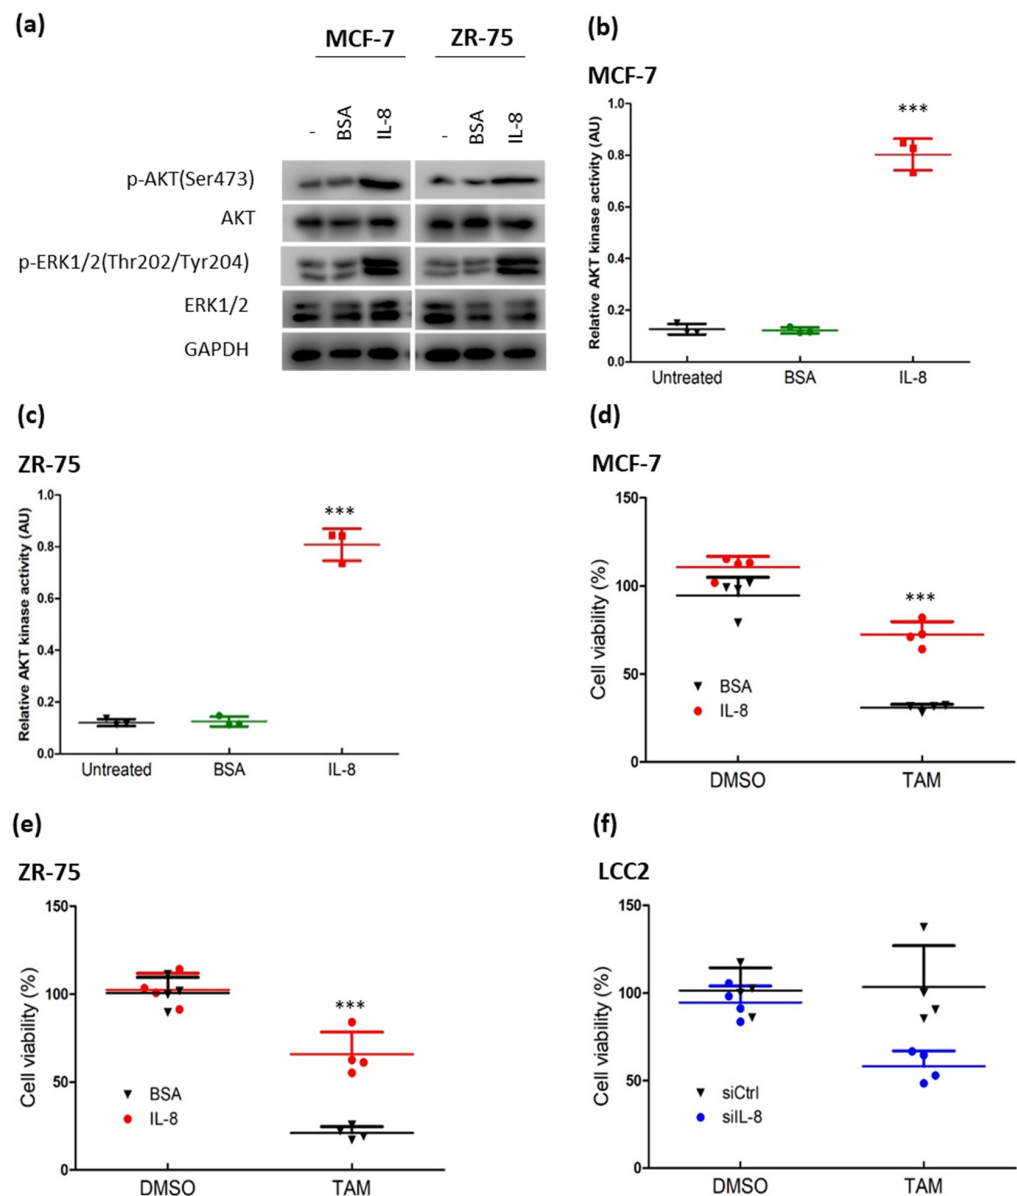 (a)
MCF-7 ZR-75
- BSA IL-8 - BSA IL-8
p-AKT(Ser473)
AKT
p-ERK1/2(Thr202/Tyr204)
ERK1/2
GAPDH
(b)
MCF-7
Relative AKT kinase activity (AU)
1.0
0.8
0.6
0.4
0.2
0.0
***
Untreated BSA IL-8
(c)
ZR-75
Relative AKT kinase activity (AU)
1.0
0.8
0.6
0.4
0.2
0.0
***
Untreated BSA IL-8
(d)
MCF-7
Cell viability (%)
150
100
50
0
***
BSA
IL-8
DMSO TAM
(e)
ZR-75
Cell viability (%)
150
100
50
0
***
BSA
IL-8
DMSO TAM
(f)
LCC2
Cell viability (%)
150
100
50
0
siCtrl
siIL-8
DMSO TAM